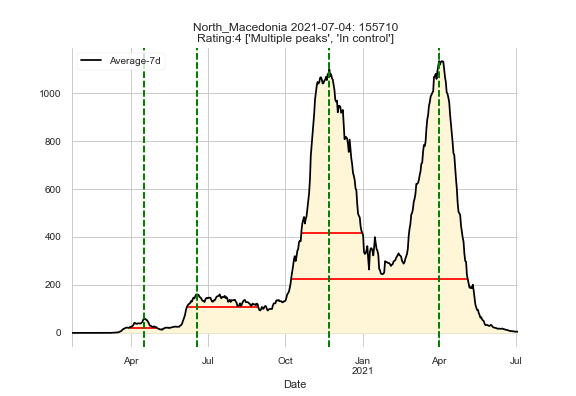 North_Macedonia 2021-07-04: 155710
Rating:4 ['Multiple peaks', 'In control']
Average-7d
1000
800
600
400
200
0
Apr
Jul
Oct
Jan
2021
Apr
Jul
Date